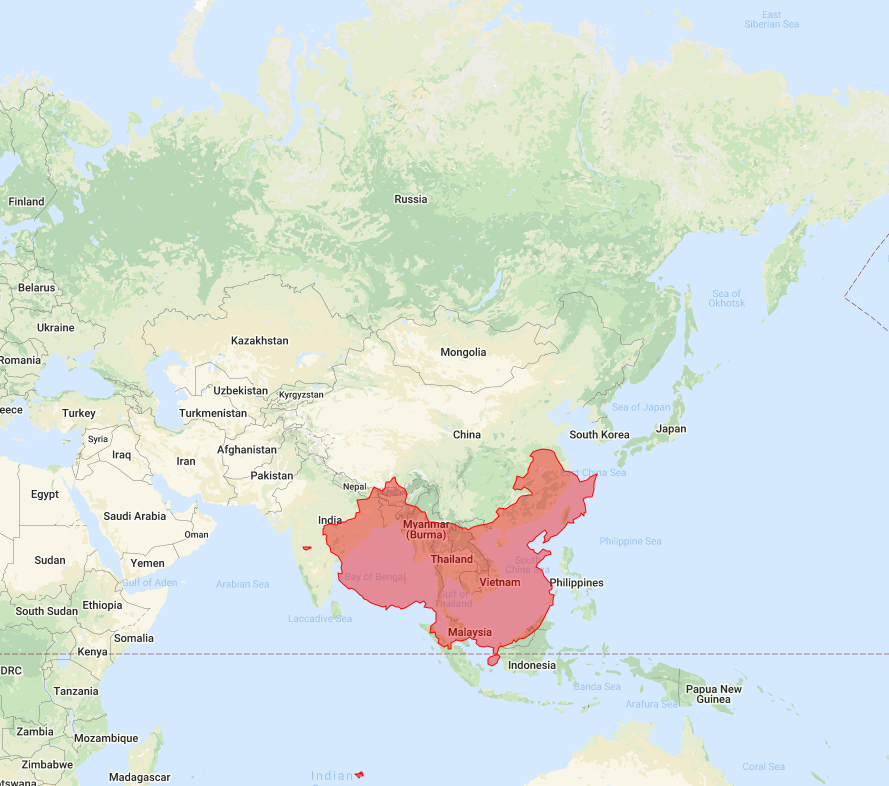 East
Siberian Sea
Russia
Finland
Belarus
Sea of
Okhotsk
Ukraine
Kazakhstan
Mongolia
Romania
Uzbekistan
Kyrgyzstan
Sea of Japan
eece
Turkey
Turkmenistan
Japan
South Korea
China
Syria
Iraq
Iran
Afghanistan
Pakistan
st China Sea
Nepal
Egypt
Saudi Arabia
India
Myanmar
(Burma)
Oman
Philippine Sea
Sudan
Yemen
Thailand
South
China Sea
Gulf of Aden
Arabian Sea
Bay of Bengal
Vietnam
Philippines
Gulf of
Thailand
Ethiopia
South Sudan
Laccadive Sea
Somalia
Malaysia
Kenya
Indonesia
DRC
Banda Sea
Papua New
Guinea
Tanzania
Arafura Sea
Zambia
Mozambique
Zimbabwe
Coral Sea
Indian
Madagascar
tswana